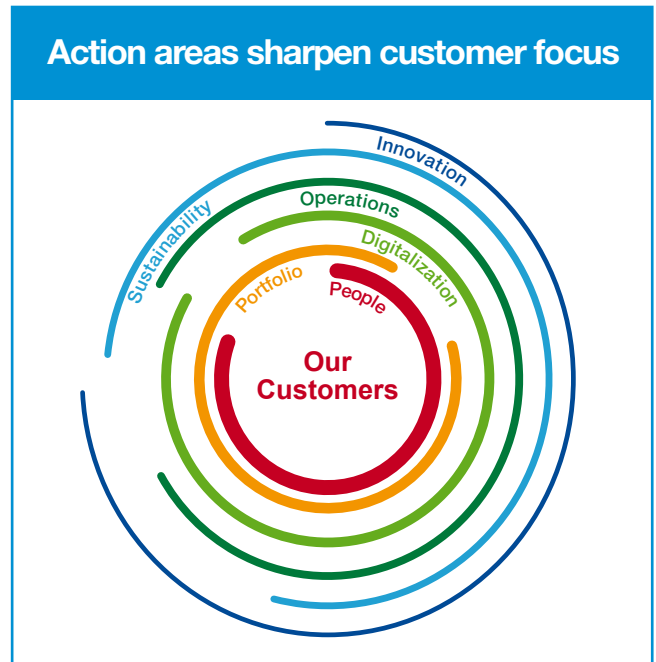 Action areas sharpen customer focus
Innovation
Sustainability
Operations
Digitalization
Portfolio
People
Our
Customers